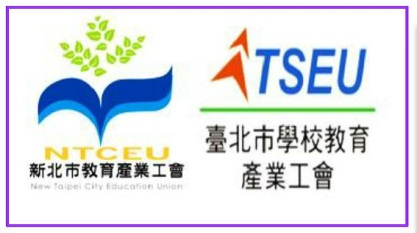 NTCEU
新北市教育產業工會
New Taipei City Education Union
TSEU
臺北市學校教育
產業工會